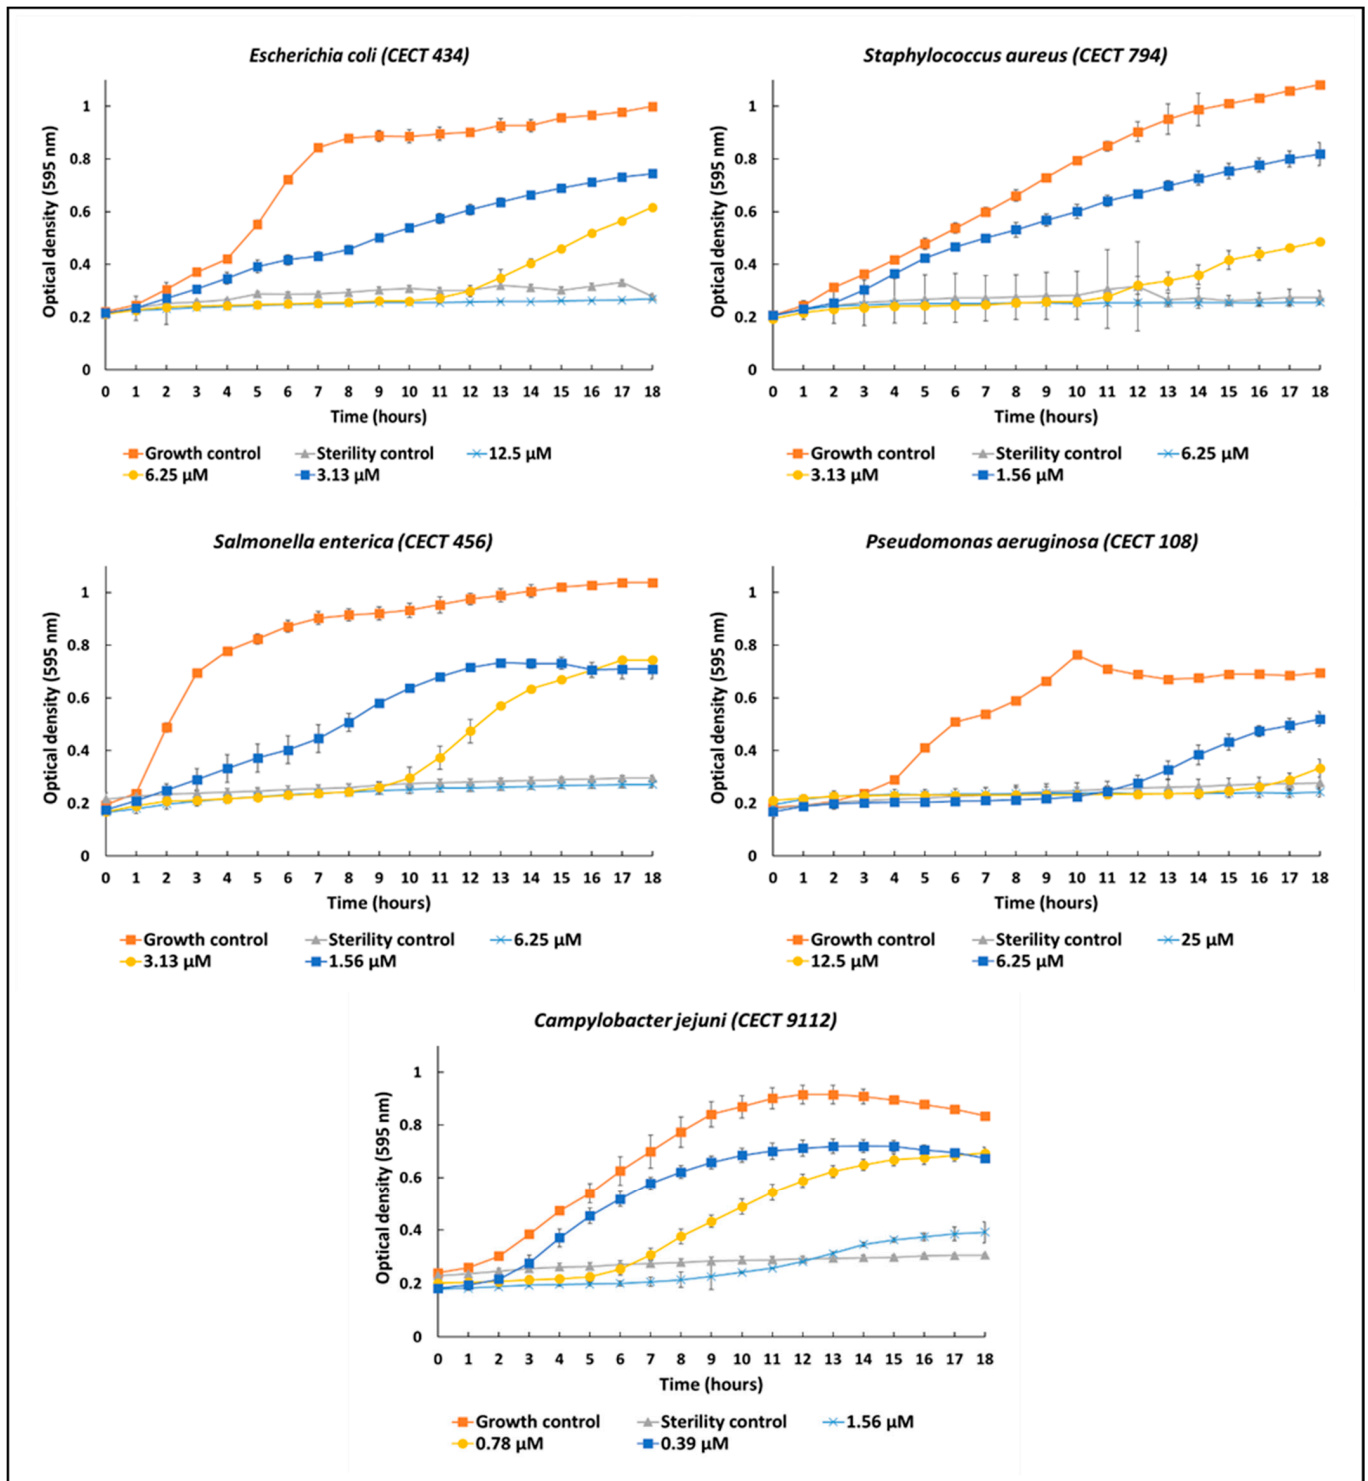 Escherichia coli (CECT 434)
Optical density (595 nm)
1
0.8
0.6
0.4
0.2
0
0 1 2 3 4 5 6 7 8 9 10 11 12 13 14 15 16 17 18
Time (hours)
Growth control Sterility control 12.5 µM
6.25 µM 3.13 µM
Staphylococcus aureus (CECT 794)
Optical density (595 nm)
1
0.8
0.6
0.4
0.2
0
0 1 2 3 4 5 6 7 8 9 10 11 12 13 14 15 16 17 18
Time (hours)
Growth control Sterility control 6.25 µM
3.13 µM 1.56 µM
Salmonella enterica (CECT 456)
Optical density (595 nm)
1
0.8
0.6
0.4
0.2
0
0 1 2 3 4 5 6 7 8 9 10 11 12 13 14 15 16 17 18
Time (hours)
Growth control Sterility control 6.25 µM
3.13 µM 1.56 µM
Pseudomonas aeruginosa (CECT 108)
Optical density (595 nm)
1
0.8
0.6
0.4
0.2
0
0 1 2 3 4 5 6 7 8 9 10 11 12 13 14 15 16 17 18
Time (hours)
Growth control Sterility control 25 µM
12.5 µM 6.25 µM
Campylobacter jejuni (CECT 9112)
Optical density (595 nm)
1
0.8
0.6
0.4
0.2
0
0 1 2 3 4 5 6 7 8 9 10 11 12 13 14 15 16 17 18
Time (hours)
Growth control Sterility control 1.56 µM
0.78 µM 0.39 µM